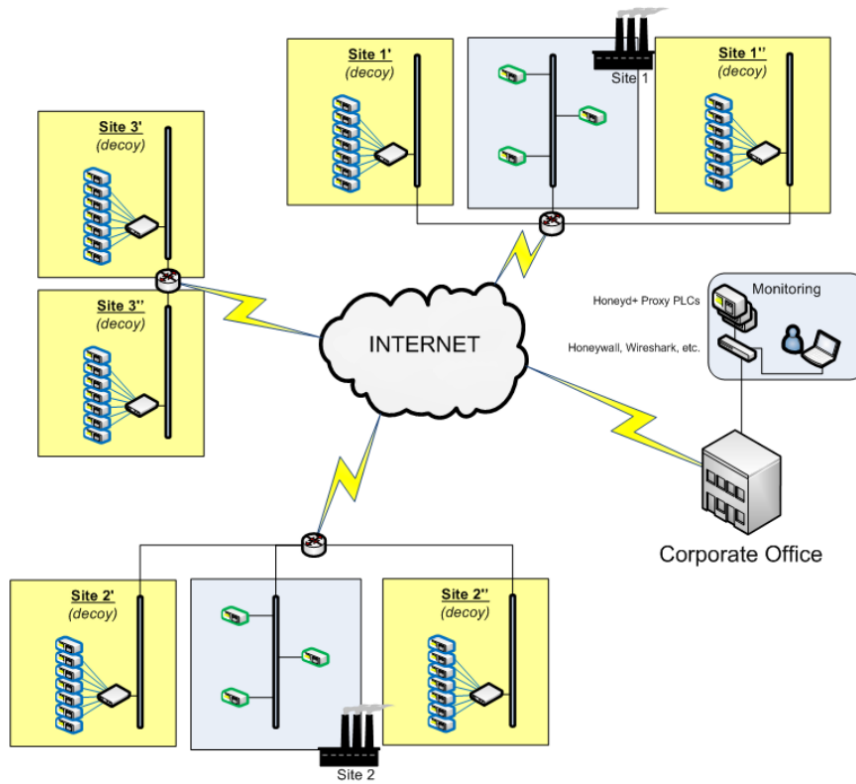 Site 1'
(decoy)
Site 1
Site 1''
(decoy)
Site 3'
(decoy)
Site 3''
(decoy)
INTERNET
Monitoring
Honeyd+ Proxy PLCs
Honeywall, Wireshark, etc.
Corporate Office
Site 2'
(decoy)
Site 2''
(decoy)
Site 2